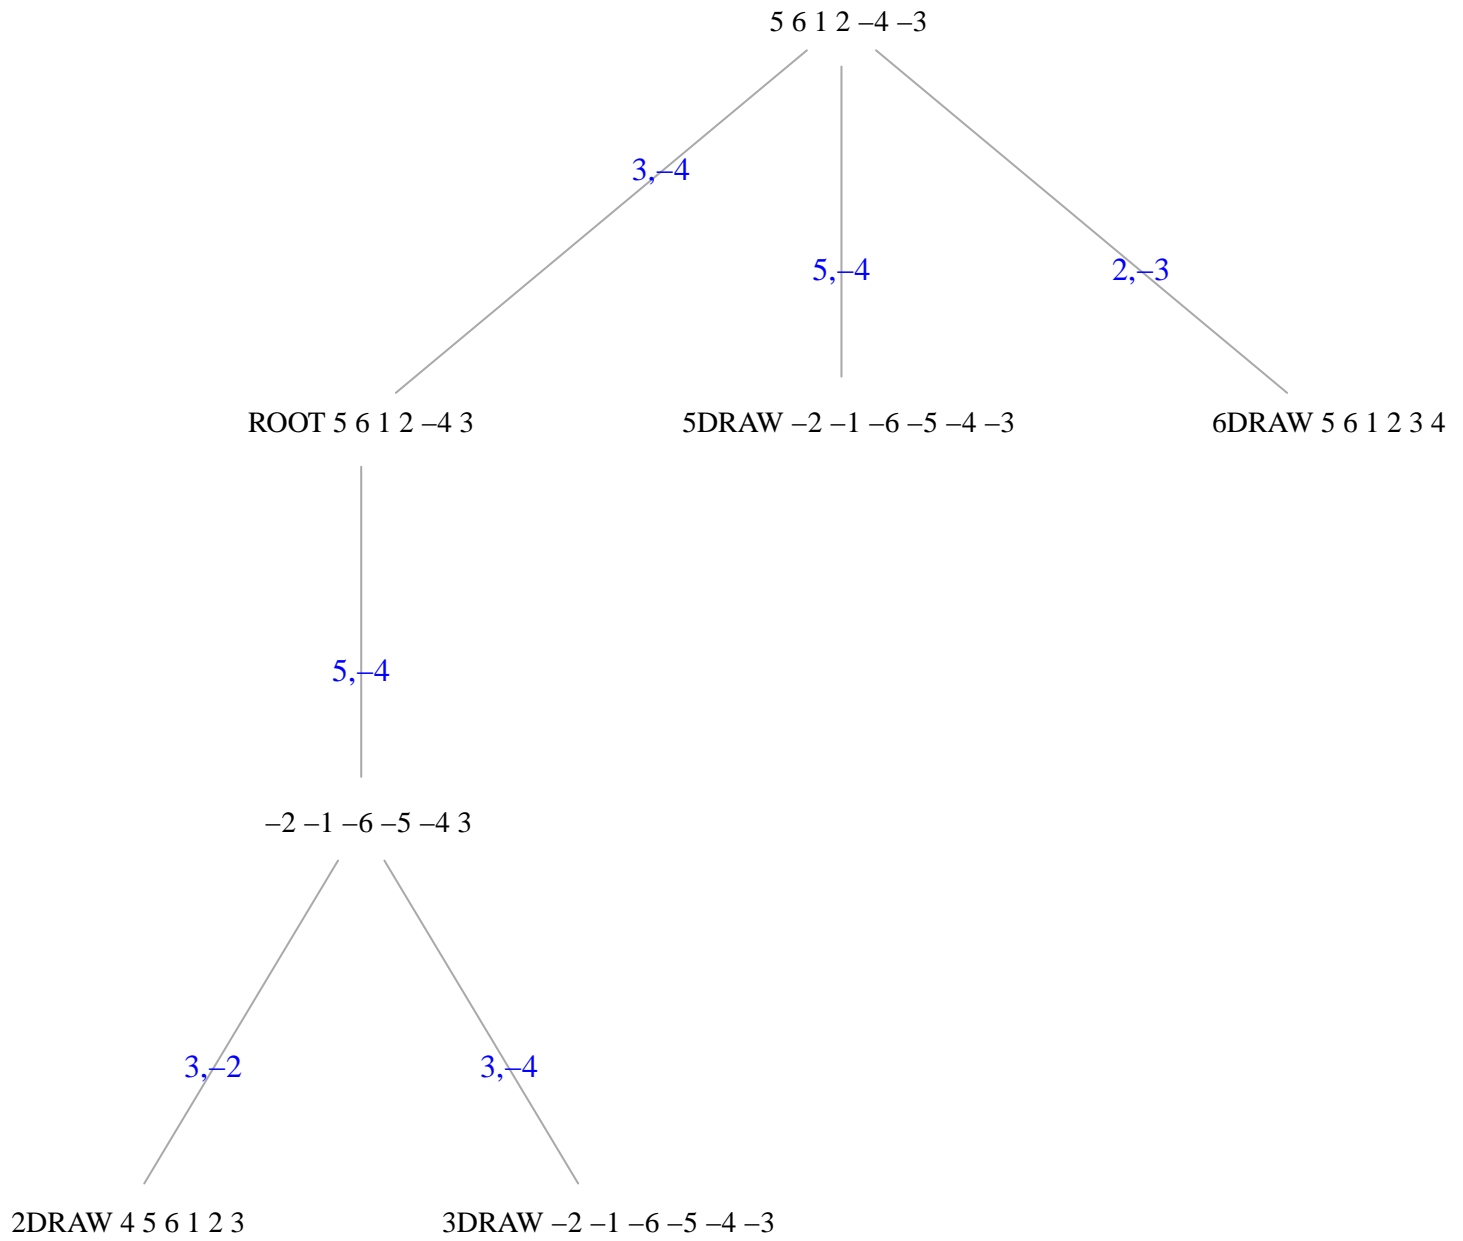 5 6 1 2 –4 –3
3,–4
5,–4
2,–3
ROOT 5 6 1 2 –4 3
5DRAW –2 –1 –6 –5 –4 –3
6DRAW 5 6 1 2 3 4
5,–4
–2 –1 –6 –5 –4 3
3,–2
3,–4
2DRAW 4 5 6 1 2 3
3DRAW –2 –1 –6 –5 –4 –3